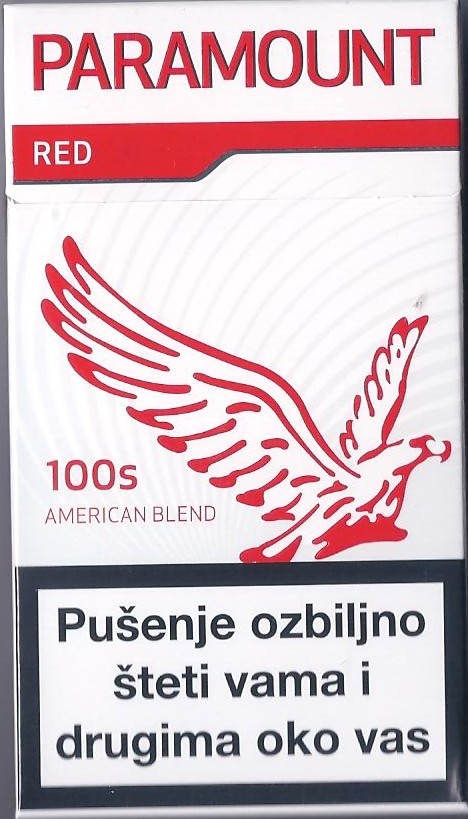 PARAMOUNT
RED
100s
AMERICAN BLEND
Pušenje ozbiljno
šteti vama i
drugima oko vas